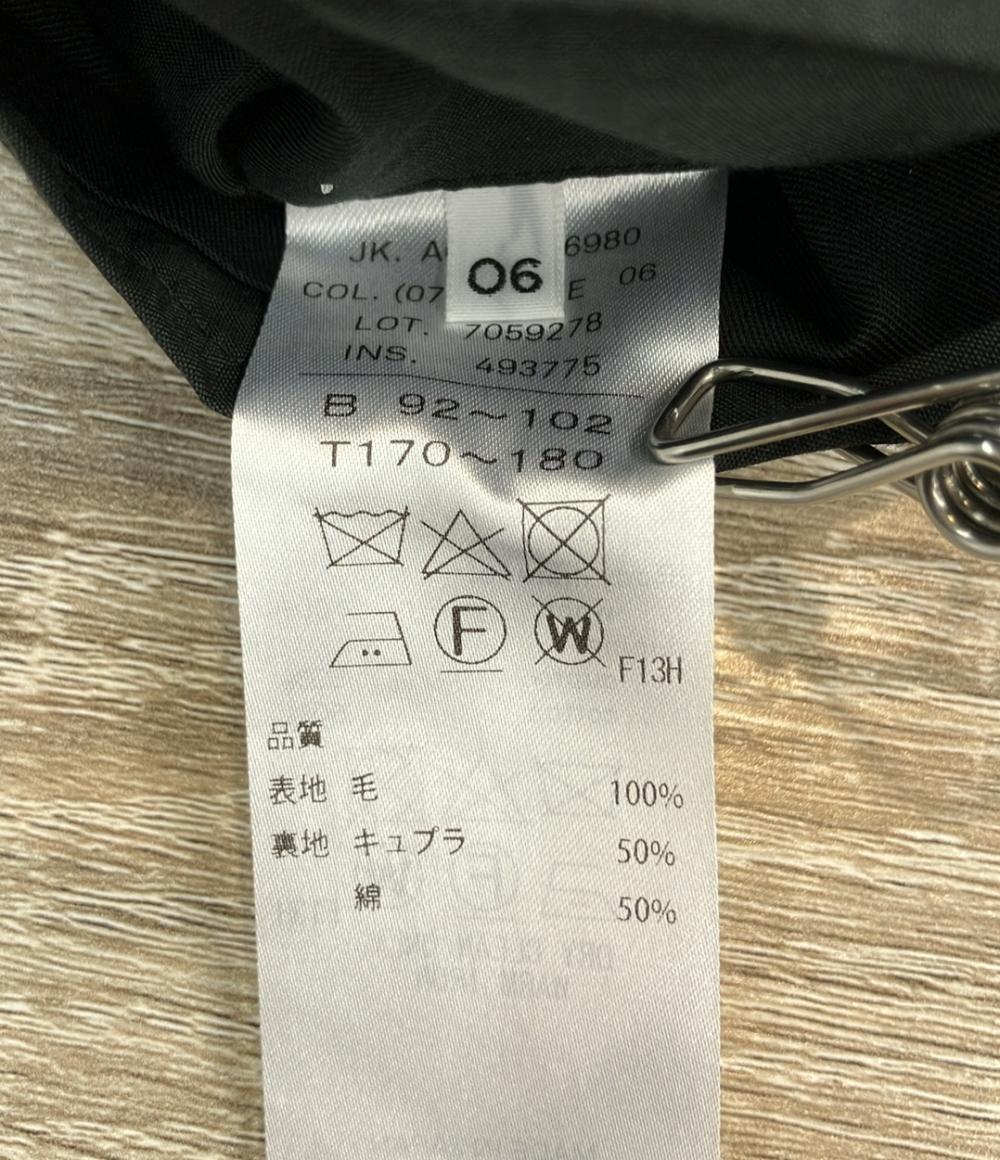 JK. A 6980
06
COL. (07 E 06
LOT. 7059278
INS. 493775
B 92~102
T170~180
F
W
F13H
品質
表地 毛 100%
裏地 キュプラ 50%
綿 50%